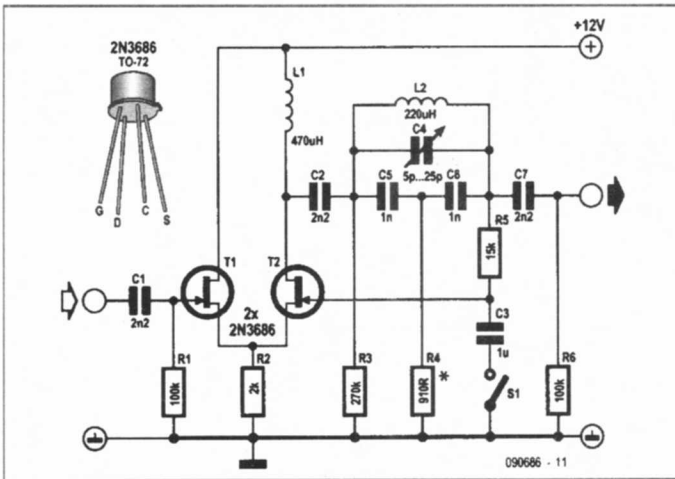 2N3686
TO-72
G
D
C
S
+12V
L1
470uH
L2
220uH
C4
5p...25p
C2
2n2
C5
1n
C6
1n
C7
2n2
R5
15k
T1
T2
2x
2N3686
C1
2n2
C3
1u
S1
R1
100k
R2
2k
R3
270k
R4
910R
*
R6
100k
090686 - 11